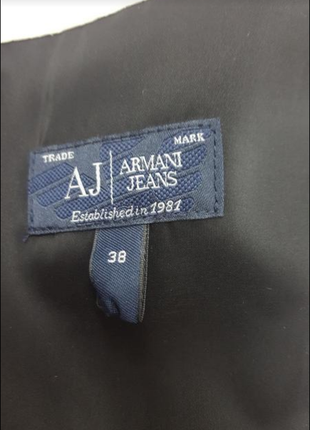 TRADE MARK
AJ ARMANI
JEANS
Established in 1981
38